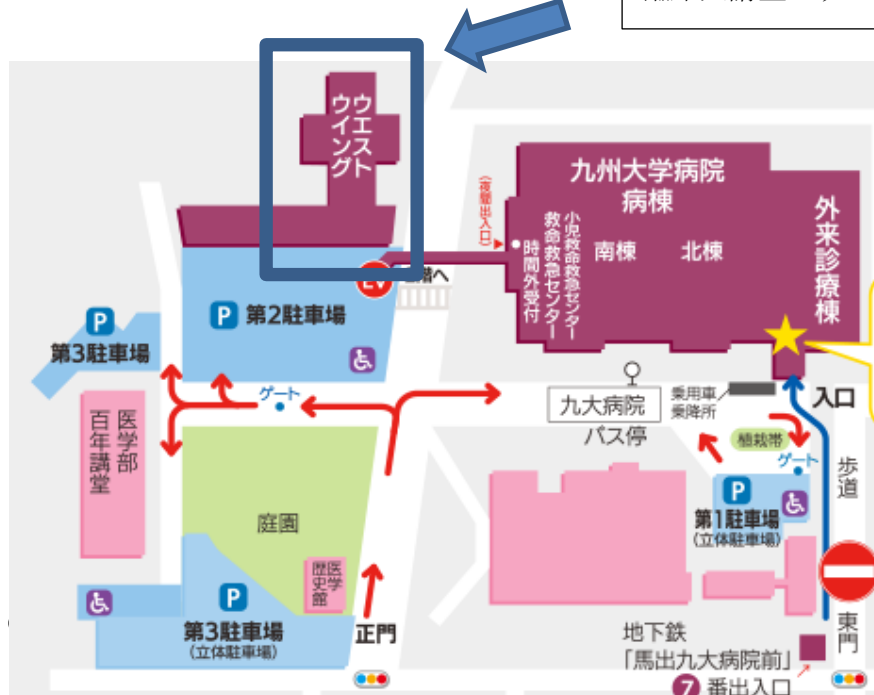 ウエスト
ウイング
九州大学病院
病棟
外来診療棟
(夜間出入口)
小児救命救急センター
救命救急センター
時間外受付
南棟
北棟
階へ
P 第2駐車場
P
第3駐車場
ゲート
医学部
百年講堂
庭園
医学
歴史館
P
第3駐車場
(立体駐車場)
正門
九大病院
バス停
乗用車
乗降所
入口
植栽帯
ゲート
P
第1駐車場
(立体駐車場)
歩道
東門
地下鉄
「馬出九大病院前」
7 番出入口